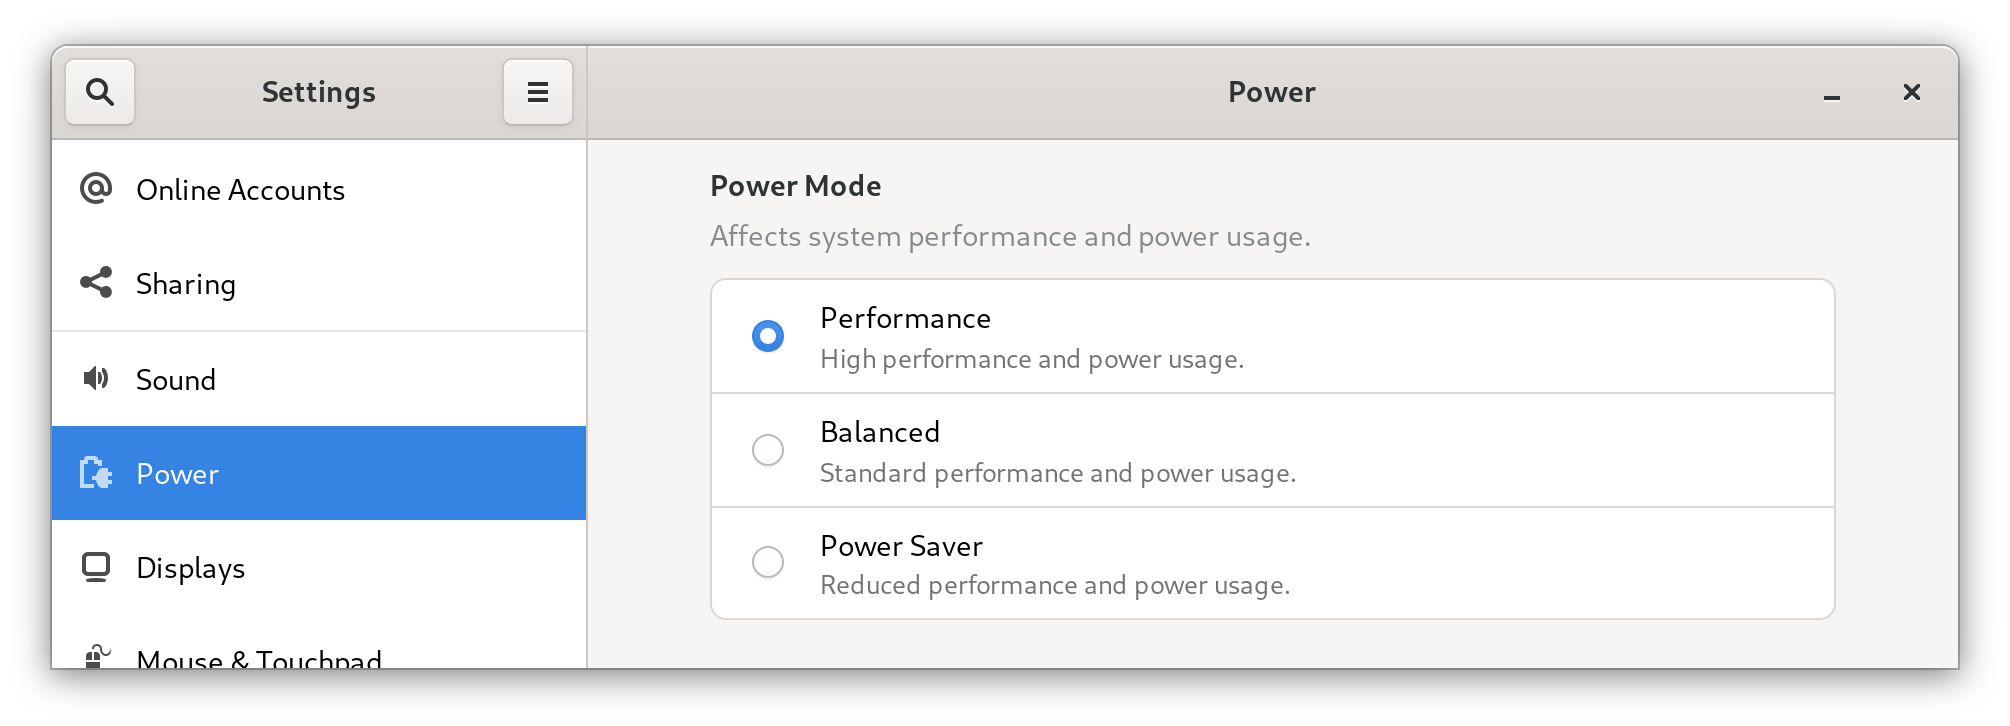 Settings
Power
Online Accounts
Sharing
Sound
Power
Displays
Mouse & Touchpad
Power Mode
Affects system performance and power usage.
Performance
High performance and power usage.
Balanced
Standard performance and power usage.
Power Saver
Reduced performance and power usage.